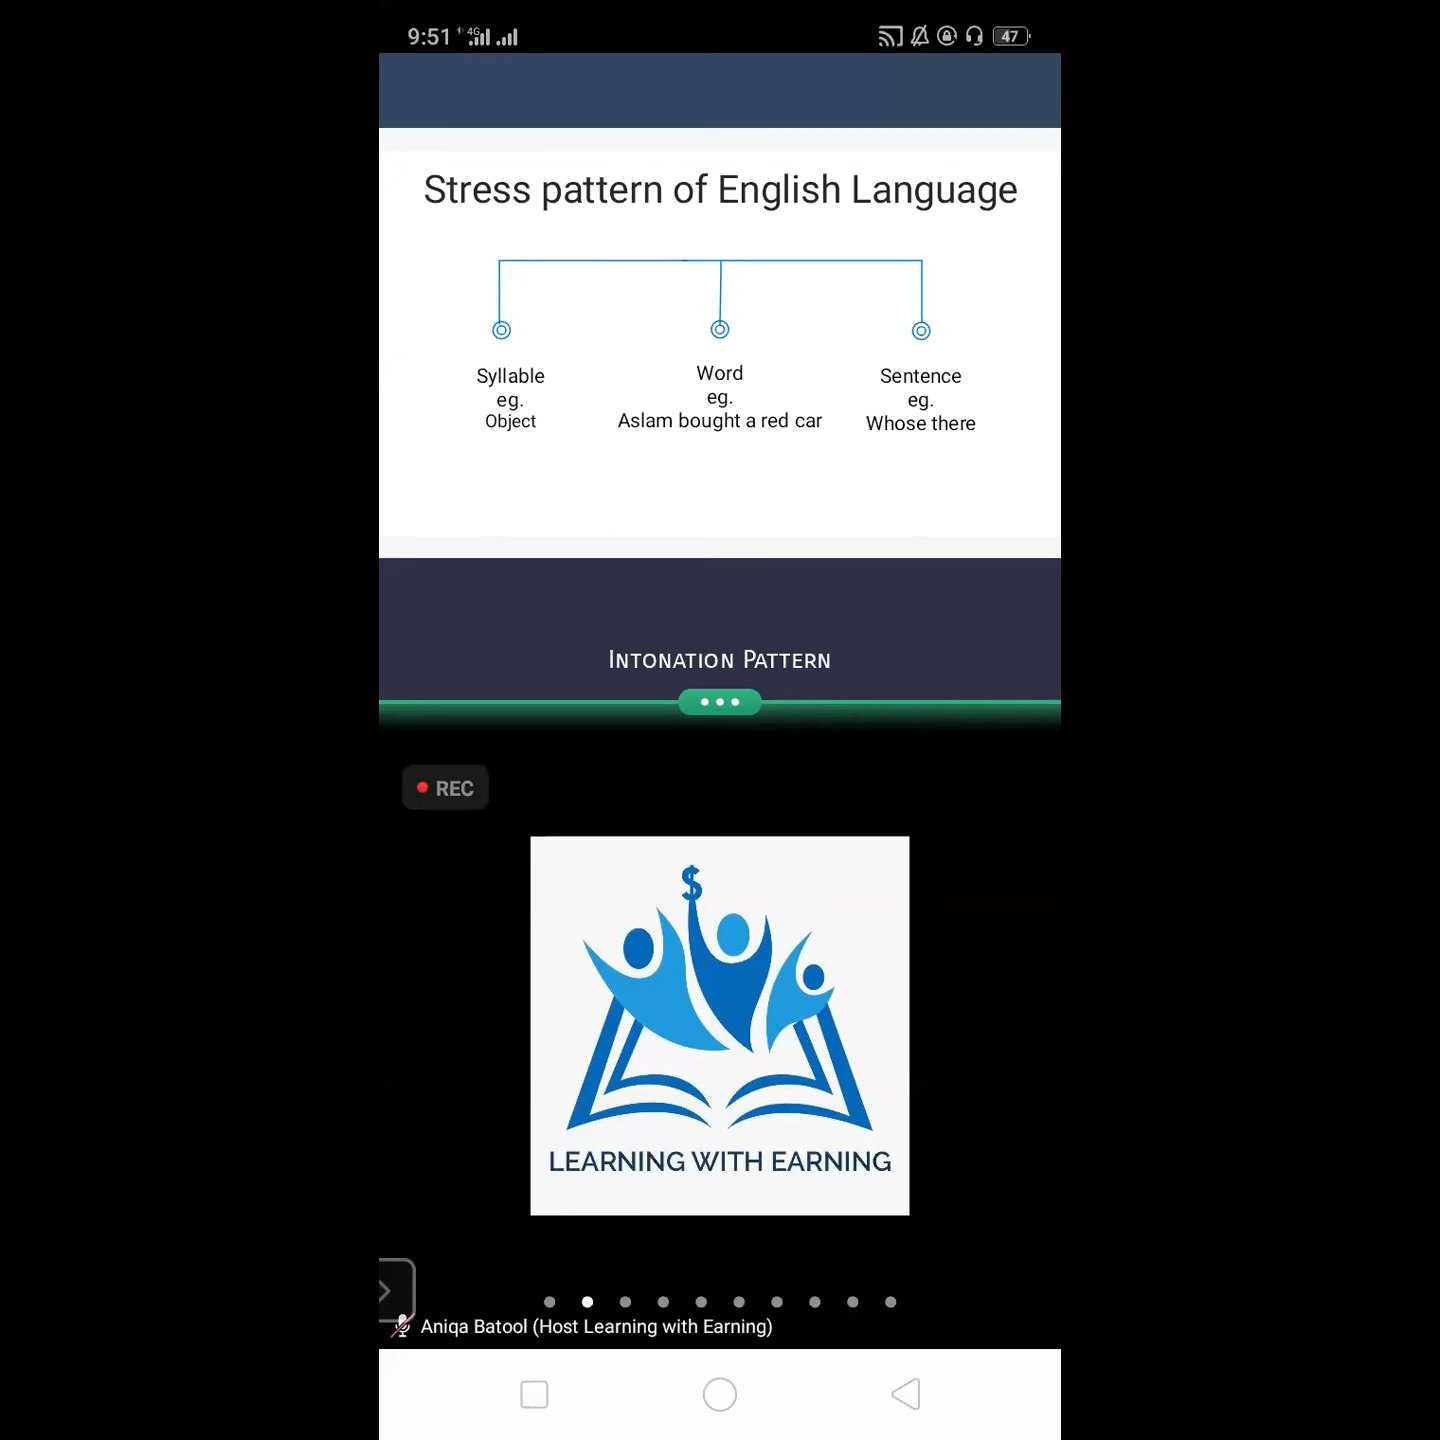 9:51 4G 47
Stress pattern of English Language
Syllable
eg.
Object
Word
eg.
Aslam bought a red car
Sentence
eg.
Whose there
INTONATION PATTERN
REC
$
LEARNING WITH EARNING
Aniqa Batool (Host Learning with Earning)